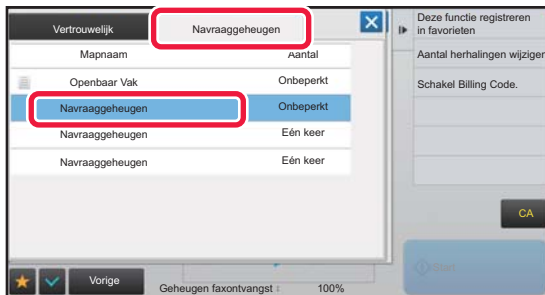 Vertrouwelijk
Navraaggeheugen
Mapnaam
Aantal
Openbaar Vak
Onbeperkt
Navraaggeheugen
Onbeperkt
Navraaggeheugen
Eén keer
Navraaggeheugen
Eén keer
Vorige
Geheugen faxontvangst : 100%
Deze functie registreren
in favorieten
Aantal herhalingen wijzigen
Schakel Billing Code.
CA
Start